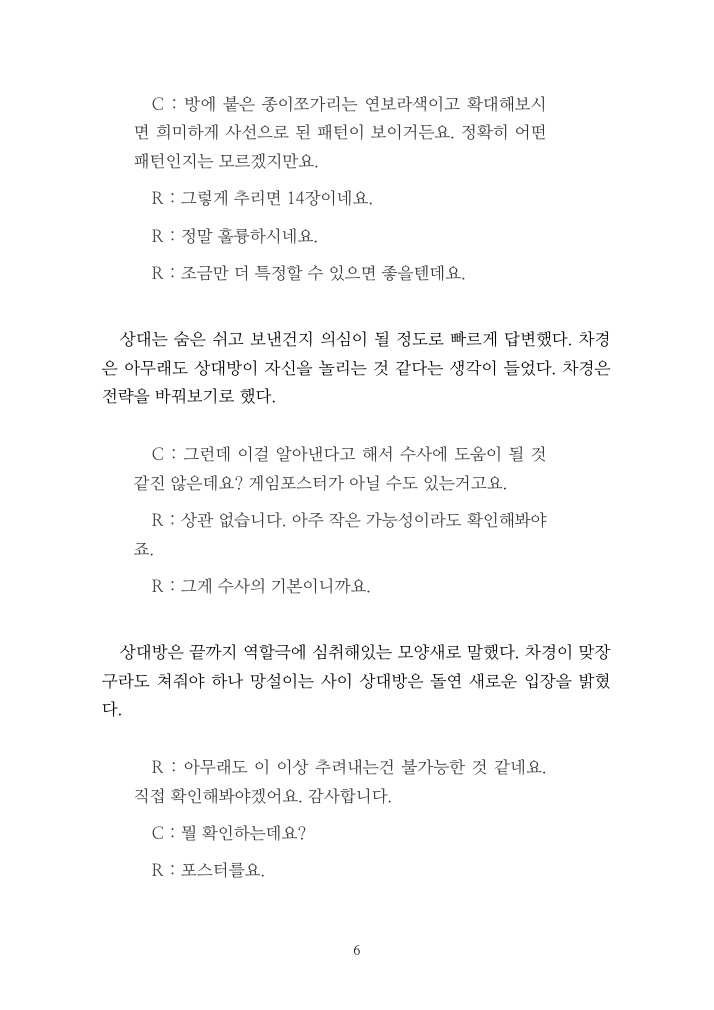 C : 방에 붙은 종이쪼가리는 연보라색이고 확대해보시
면 희미하게 사선으로 된 패턴이 보이거든요. 정확히 어떤
패턴인지는 모르겠지만요.
R : 그렇게 추리면 14장이네요.
R : 정말 훌륭하시네요.
R : 조금만 더 특정할 수 있으면 좋을텐데요.
상대는 숨은 쉬고 보낸건지 의심이 될 정도로 빠르게 답변했다. 차경
은 아무래도 상대방이 자신을 놀리는 것 같다는 생각이 들었다. 차경은
전략을 바꿔보기로 했다.
C : 그런데 이걸 알아낸다고 해서 수사에 도움이 될 것
같진 않은데요? 게임포스터가 아닐 수도 있는거고요.
R : 상관 없습니다. 아주 작은 가능성이라도 확인해봐야
죠.
R : 그게 수사의 기본이니까요.
상대방은 끝까지 역할극에 심취해있는 모양새로 말했다. 차경이 맞장
구라도 쳐줘야 하나 망설이는 사이 상대방은 돌연 새로운 입장을 밝혔
다.
R : 아무래도 이 이상 추려내는건 불가능한 것 같네요.
직접 확인해봐야겠어요. 감사합니다.
C : 뭘 확인하는데요?
R : 포스터를요.
6